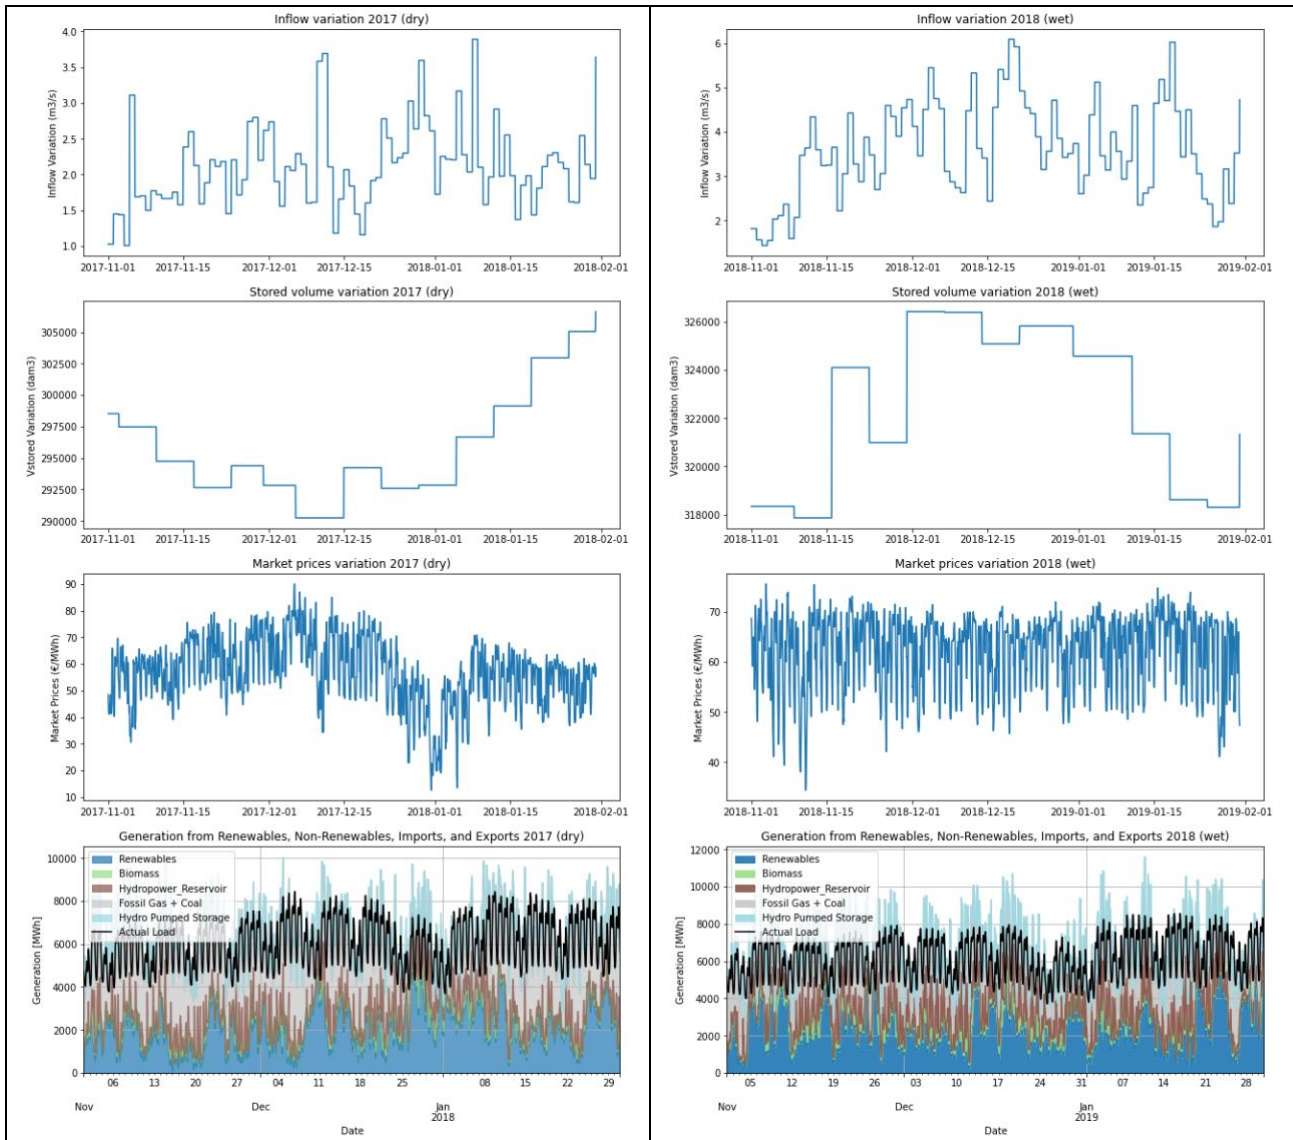 Inflow variation 2017 (dry)
Inflow Variation (m3/s)
4.0
3.5
3.0
2.5
2.0
1.5
1.0
2017-11-01 2017-11-15 2017-12-01 2017-12-15 2018-01-01 2018-01-15 2018-02-01
Stored volume variation 2017 (dry)
Vstored Variation (dam3)
305000
302500
300000
297500
295000
292500
290000
2017-11-01 2017-11-15 2017-12-01 2017-12-15 2018-01-01 2018-01-15 2018-02-01
Market prices variation 2017 (dry)
Market Prices (€/MWh)
90
80
70
60
50
40
30
20
10
2017-11-01 2017-11-15 2017-12-01 2017-12-15 2018-01-01 2018-01-15 2018-02-01
Generation from Renewables, Non-Renewables, Imports, and Exports 2017 (dry)
Generation [MWh]
10000
8000
6000
4000
2000
0
Renewables
Biomass
Hydropower_Reservoir
Fossil Gas + Coal
Hydro Pumped Storage
Actual Load
06 13 20 27 04 11 18 25 08 15 22 29
Nov Dec Jan
2018
Date
Inflow variation 2018 (wet)
Inflow Variation (m3/s)
6
5
4
3
2
2018-11-01 2018-11-15 2018-12-01 2018-12-15 2019-01-01 2019-01-15 2019-02-01
Stored volume variation 2018 (wet)
Vstored Variation (dam3)
326000
324000
322000
320000
318000
2018-11-01 2018-11-15 2018-12-01 2018-12-15 2019-01-01 2019-01-15 2019-02-01
Market prices variation 2018 (wet)
Market Prices (€/MWh)
70
60
50
40
2018-11-01 2018-11-15 2018-12-01 2018-12-15 2019-01-01 2019-01-15 2019-02-01
Generation from Renewables, Non-Renewables, Imports, and Exports 2018 (wet)
Generation [MWh]
12000
10000
8000
6000
4000
2000
0
Renewables
Biomass
Hydropower_Reservoir
Fossil Gas + Coal
Hydro Pumped Storage
Actual Load
05 12 19 26 03 10 17 24 31 07 14 21 28
Nov Dec Jan
2019
Date